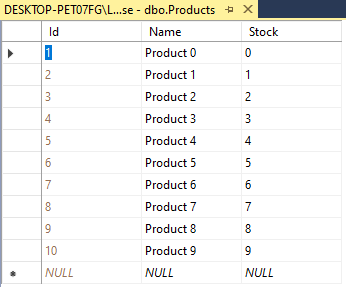 DESKTOP-PET07FG\L...se - dbo.Products
Id Name Stock
1 Product 0 0
2 Product 1 1
3 Product 2 2
4 Product 3 3
5 Product 4 4
6 Product 5 5
7 Product 6 6
8 Product 7 7
9 Product 8 8
10 Product 9 9
NULL NULL NULL